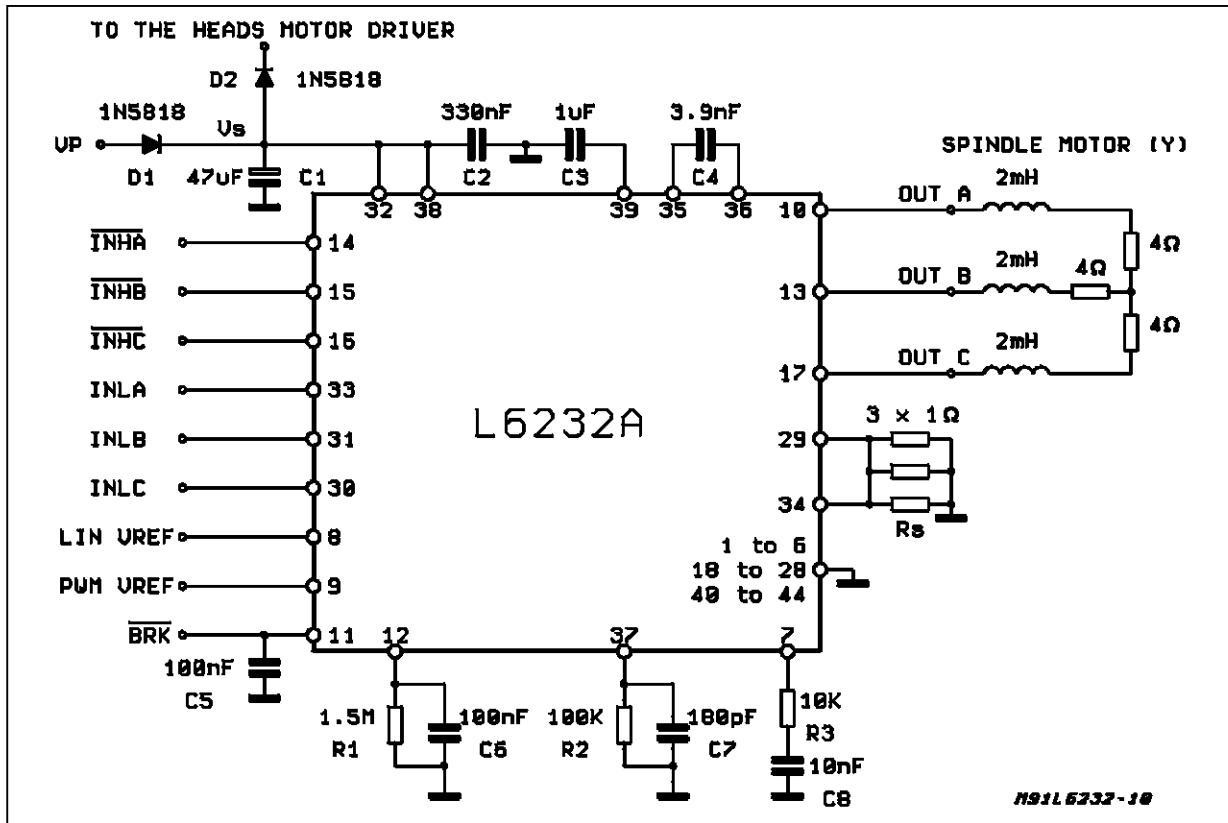 TO THE HEADS MOTOR DRIVER
D2 1N5818
1N5818
VP
Vs
D1
47uF C1
330nF
C2
1uF
C3
3.9nF
C4
SPINDLE MOTOR (Y)
32 38 39 35 36
10 OUT A 2mH
4Ω
13 OUT B 2mH 4Ω
4Ω
17 OUT C 2mH
INHA 14
INHB 15
INHC 16
INLA 33
INLB 31
INLC 30
LIN VREF 8
PWM VREF 9
BRK 11
L6232A
29
3 x 1Ω
34
Rs
1 to 6
18 to 28
40 to 44
100nF
C5
12 37 7
1.5M
R1
100nF
C6
100K
R2
180pF
C7
10K
R3
10nF
C8
M91L6232-10